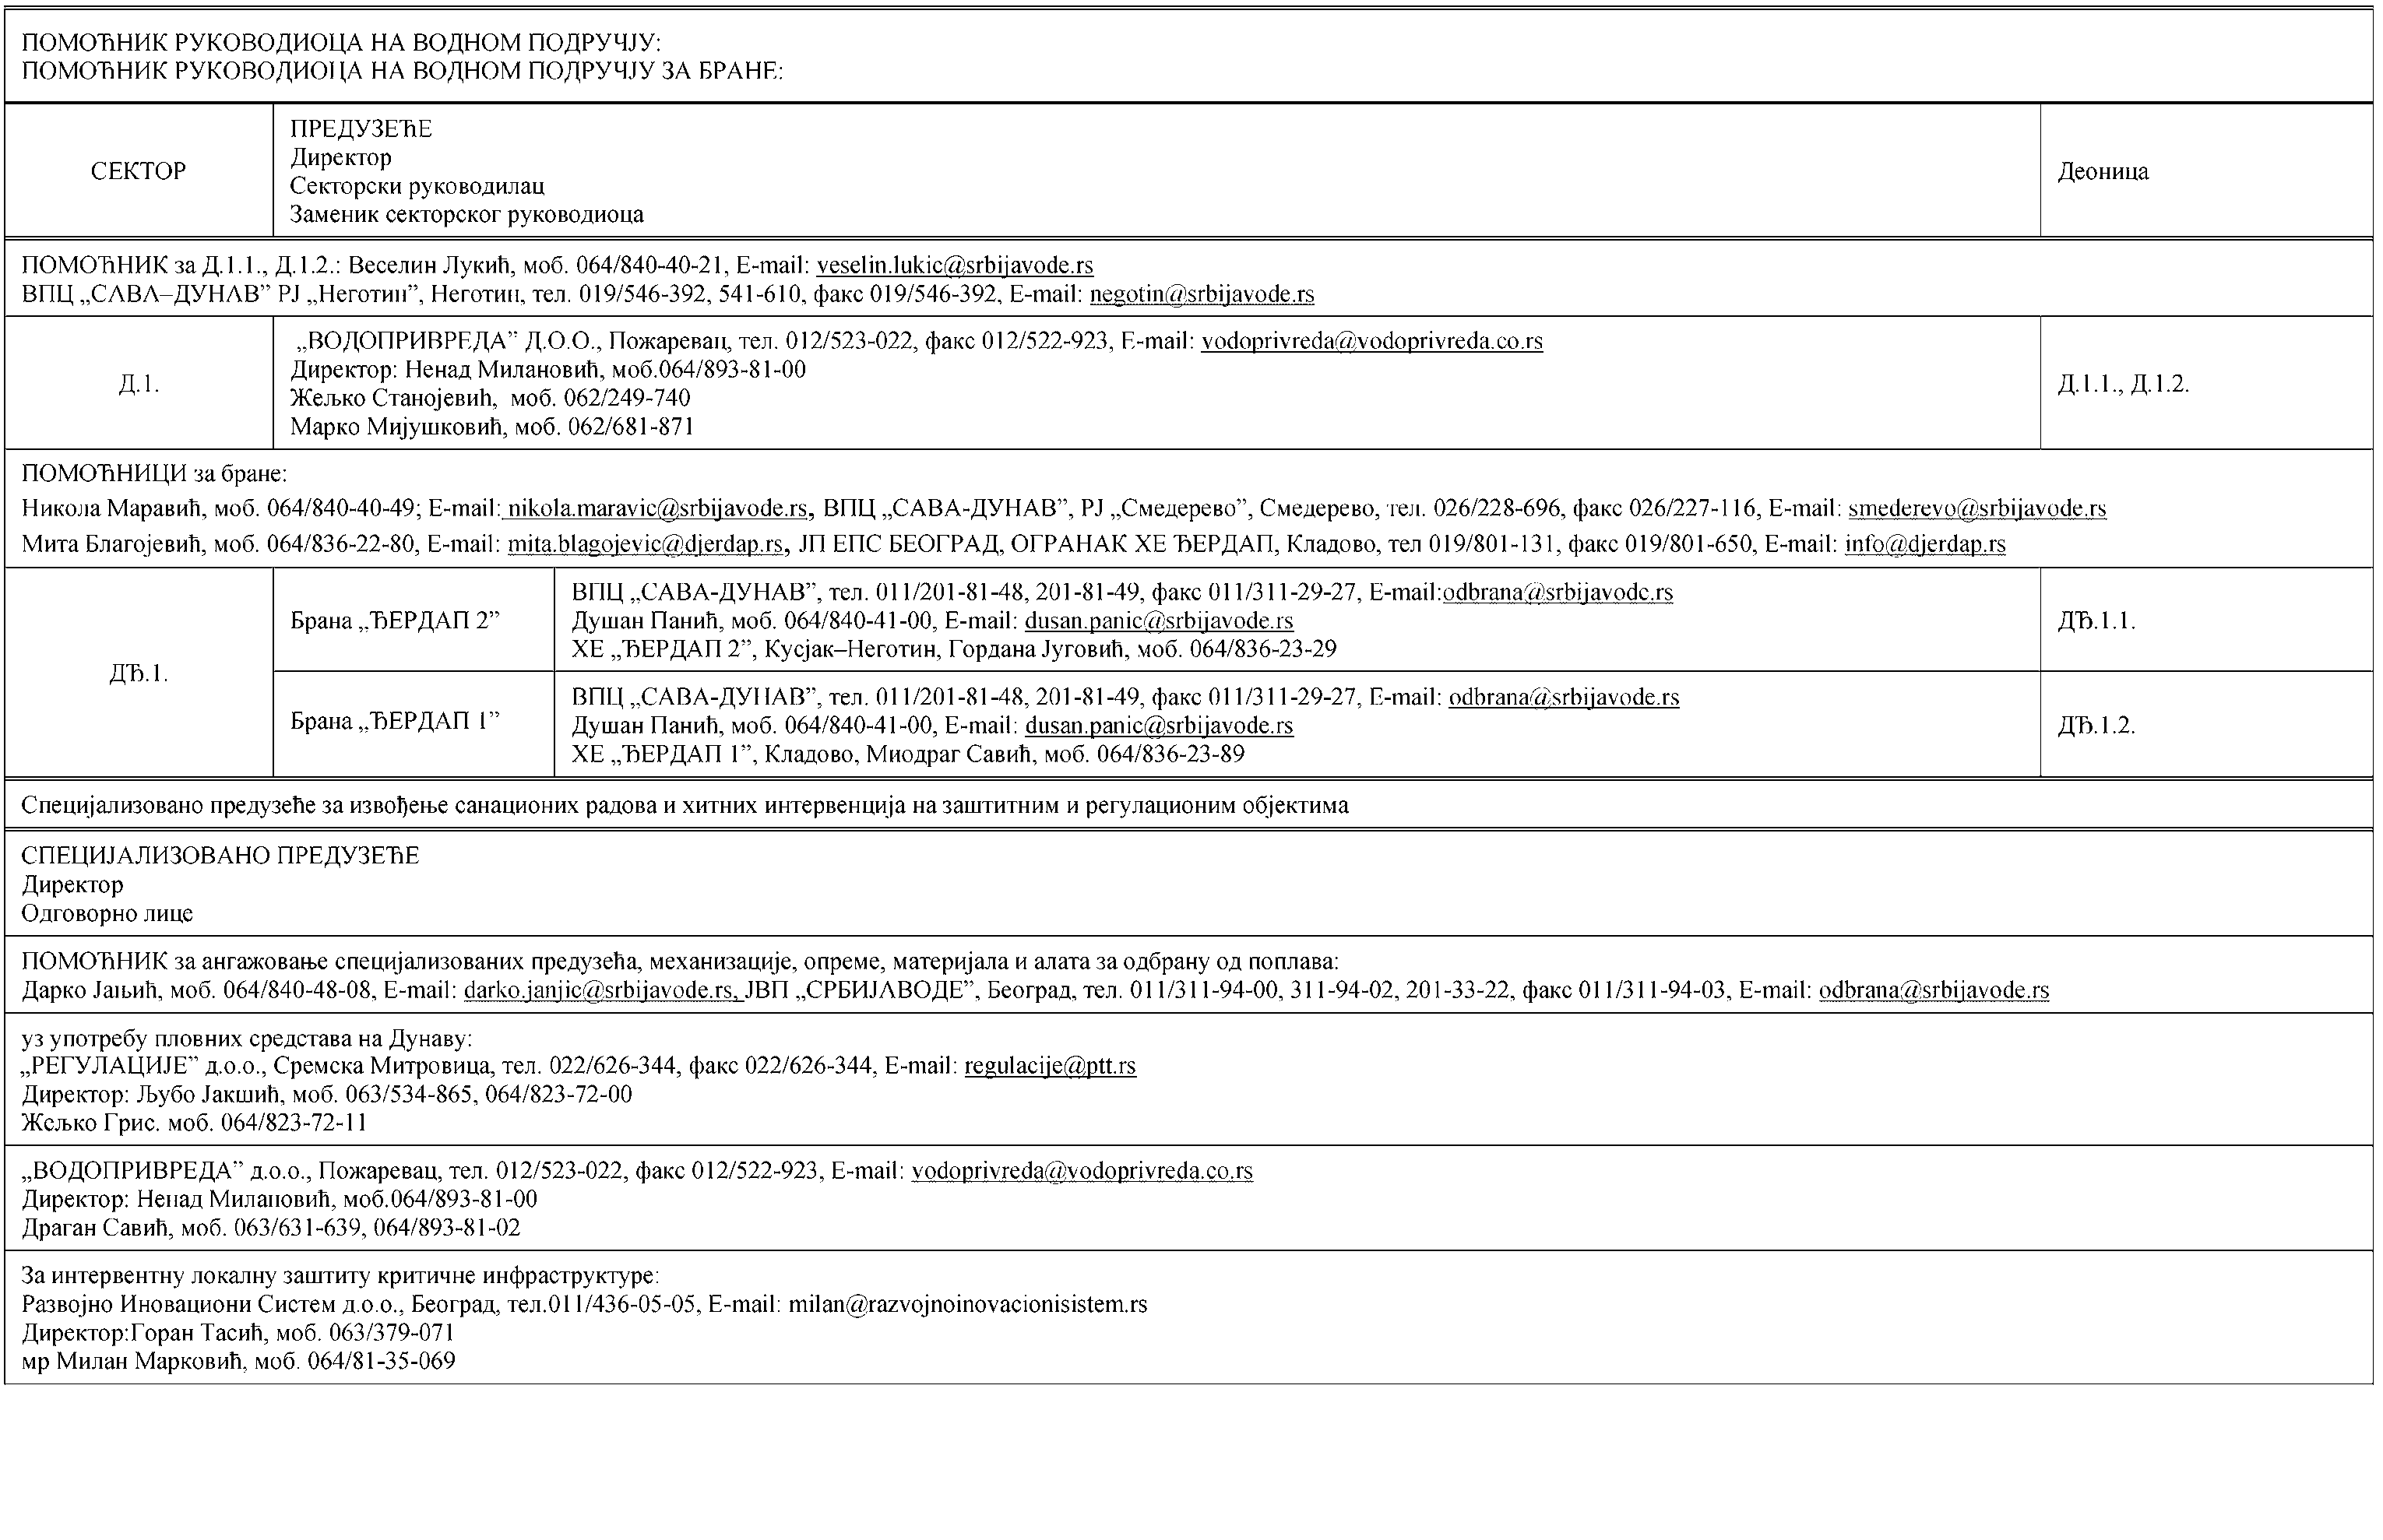 ПОМОЋНИК РУКОВОДИОЦА НА ВОДНОМ ПОДРУЧЈУ:
ПОМОЋНИК РУКОВОДИОЦА НА ВОДНОМ ПОДРУЧЈУ ЗА БРАНЕ:
СЕКТОР
ПРЕДУЗЕЋЕ
Директор
Секторски руководилац
Заменик секторског руководиоца
Деоница
ПОМОЋНИК за Д.1.1., Д.1.2.: Веселин Лукић, моб. 064/840-40-21, E-mail: veselin.lukic@srbijavode.rs
ВПЦ „САВА–ДУНАВ” РЈ „Неготин”, Неготин, тел. 019/546-392, 541-610, факс 019/546-392, E-mail: negotin@srbijavode.rs
Д.1.
„ВОДОПРИВРЕДА” Д.О.О., Пожаревац, тел. 012/523-022, факс 012/522-923, E-mail: vodoprivreda@vodoprivreda.co.rs
Директор: Ненад Милановић, моб.064/893-81-00
Жељко Станојевић, моб. 062/249-740
Марко Мијушковић, моб. 062/681-871
Д.1.1., Д.1.2.
ПОМОЋНИЦИ за бране:
Никола Маравић, моб. 064/840-40-49; E-mail: nikola.maravic@srbijavode.rs, ВПЦ „САВА-ДУНАВ”, РЈ „Смедерево”, Смедерево, тел. 026/228-696, факс 026/227-116, E-mail: smederevo@srbijavode.rs
Мита Благојевић, моб. 064/836-22-80, E-mail: mita.blagojevic@djerdap.rs, ЈП ЕПС БЕОГРАД, ОГРАНАК ХЕ ЂЕРДАП, Кладово, тел 019/801-131, факс 019/801-650, E-mail: info@djerdap.rs
ДЂ.1.
Брана „ЂЕРДАП 2”
ВПЦ „САВА-ДУНАВ”, тел. 011/201-81-48, 201-81-49, факс 011/311-29-27, E-mail:odbrana@srbijavode.rs
Душан Панић, моб. 064/840-41-00, E-mail: dusan.panic@srbijavode.rs
ХЕ „ЂЕРДАП 2”, Кусјак–Неготин, Гордана Југовић, моб. 064/836-23-29
ДЂ.1.1.
Брана „ЂЕРДАП 1”
ВПЦ „САВА-ДУНАВ”, тел. 011/201-81-48, 201-81-49, факс 011/311-29-27, E-mail: odbrana@srbijavode.rs
Душан Панић, моб. 064/840-41-00, E-mail: dusan.panic@srbijavode.rs
ХЕ „ЂЕРДАП 1”, Кладово, Миодраг Савић, моб. 064/836-23-89
ДЂ.1.2.
Специјализовано предузеће за извођење санационих радова и хитних интервенција на заштитним и регулационим објектима
СПЕЦИЈАЛИЗОВАНО ПРЕДУЗЕЋЕ
Директор
Одговорно лице
ПОМОЋНИК за ангажовање специјализованих предузећа, механизације, опреме, материјала и алата за одбрану од поплава:
Дарко Јањић, моб. 064/840-48-08, E-mail: darko.janjic@srbijavode.rs, ЈВП „СРБИЈАВОДЕ”, Београд, тел. 011/311-94-00, 311-94-02, 201-33-22, факс 011/311-94-03, E-mail: odbrana@srbijavode.rs
уз употребу пловних средстава на Дунаву:
„РЕГУЛАЦИЈЕ” д.о.о., Сремска Митровица, тел. 022/626-344, факс 022/626-344, E-mail: regulacije@ptt.rs
Директор: Љубо Јакшић, моб. 063/534-865, 064/823-72-00
Жељко Грис. моб. 064/823-72-11
„ВОДОПРИВРЕДА” д.о.о., Пожаревац, тел. 012/523-022, факс 012/522-923, E-mail: vodoprivreda@vodoprivreda.co.rs
Директор: Ненад Милановић, моб.064/893-81-00
Драган Савић, моб. 063/631-639, 064/893-81-02
За интервентну локалну заштиту критичне инфраструктуре:
Развојно Иновациони Систем д.о.о., Београд, тел.011/436-05-05, E-mail: milan@razvojnoinovacionisistem.rs
Директор:Горан Тасић, моб. 063/379-071
мр Милан Марковић, моб. 064/81-35-069